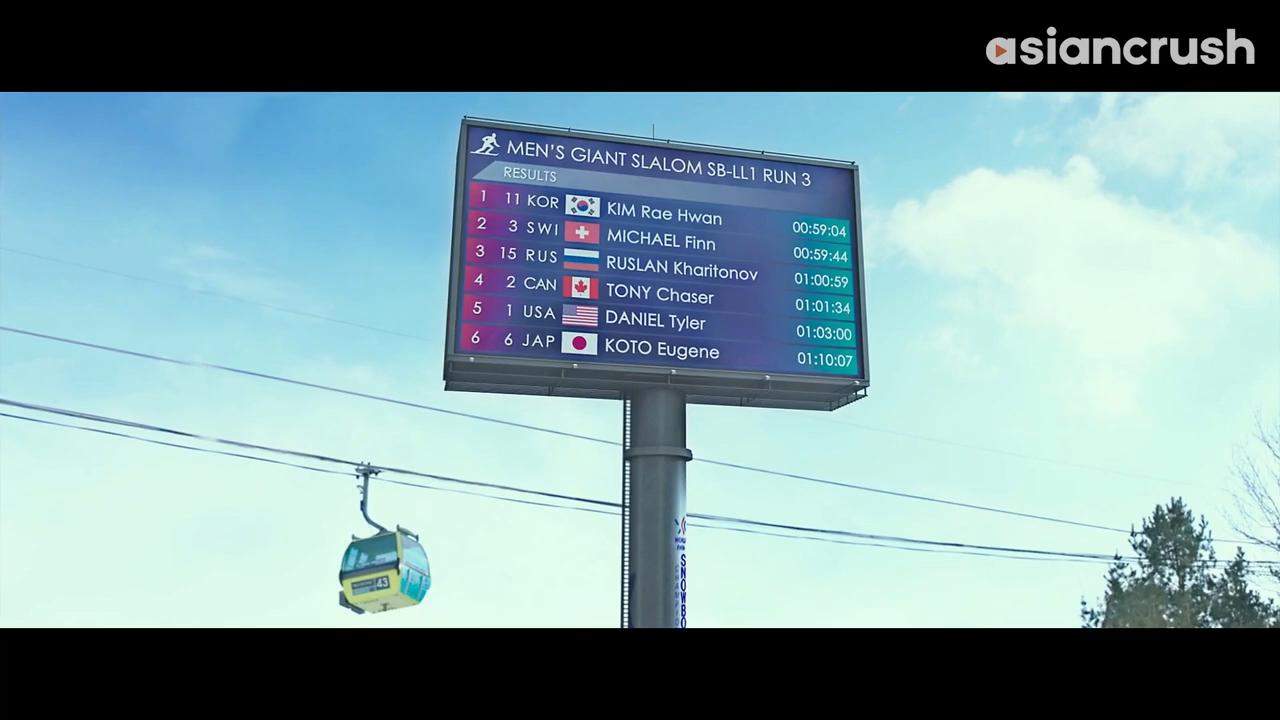 asiancrush
MEN'S GIANT SLALOM SB-LL1 RUN 3
RESULTS
1 11 KOR KIM Rae Hwan 00:59:04
2 3 SWI MICHAEL Finn 00:59:44
3 15 RUS RUSLAN Kharitonov 01:00:59
4 2 CAN TONY Chaser 01:01:34
5 1 USA DANIEL Tyler 01:03:00
6 6 JAP KOTO Eugene 01:10:07
43
SNOWBO